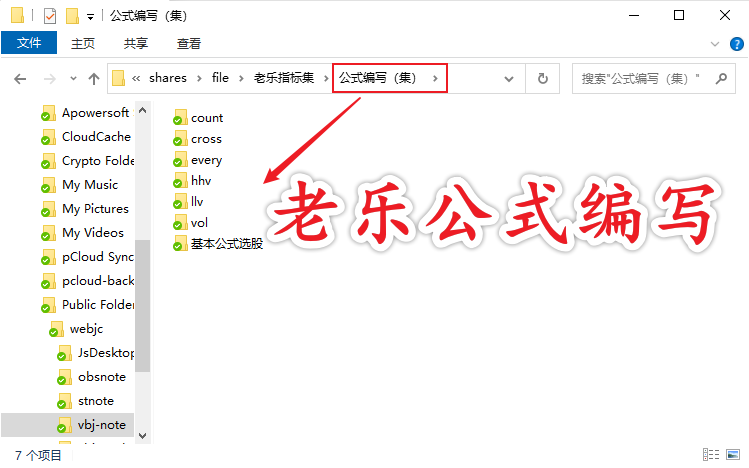 公式编写（集）
文件 主页 共享 查看
« shares › file › 老乐指标集 › 公式编写（集） ›
搜索"公式编写（集）"
Apowersoft
CloudCache
Crypto Folde
My Music
My Pictures
My Videos
pCloud Sync
pcloud-back
Public Folder
webjc
JsDesktop
obsnote
stnote
vbj-note
count
cross
every
hhv
llv
vol
基本公式选股
老乐公式编写
7 个项目